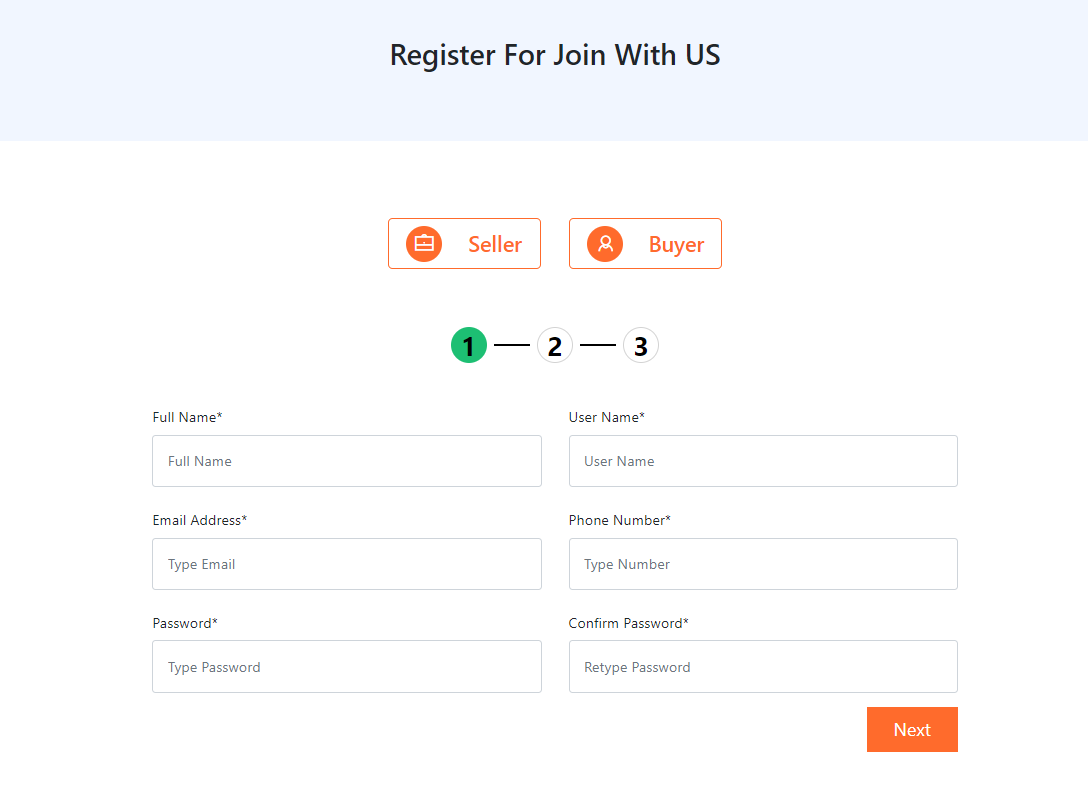 Register For Join With US
Seller Buyer
1 2 3
Full Name* User Name*
Full Name User Name
Email Address* Phone Number*
Type Email Type Number
Password* Confirm Password*
Type Password Retype Password
Next